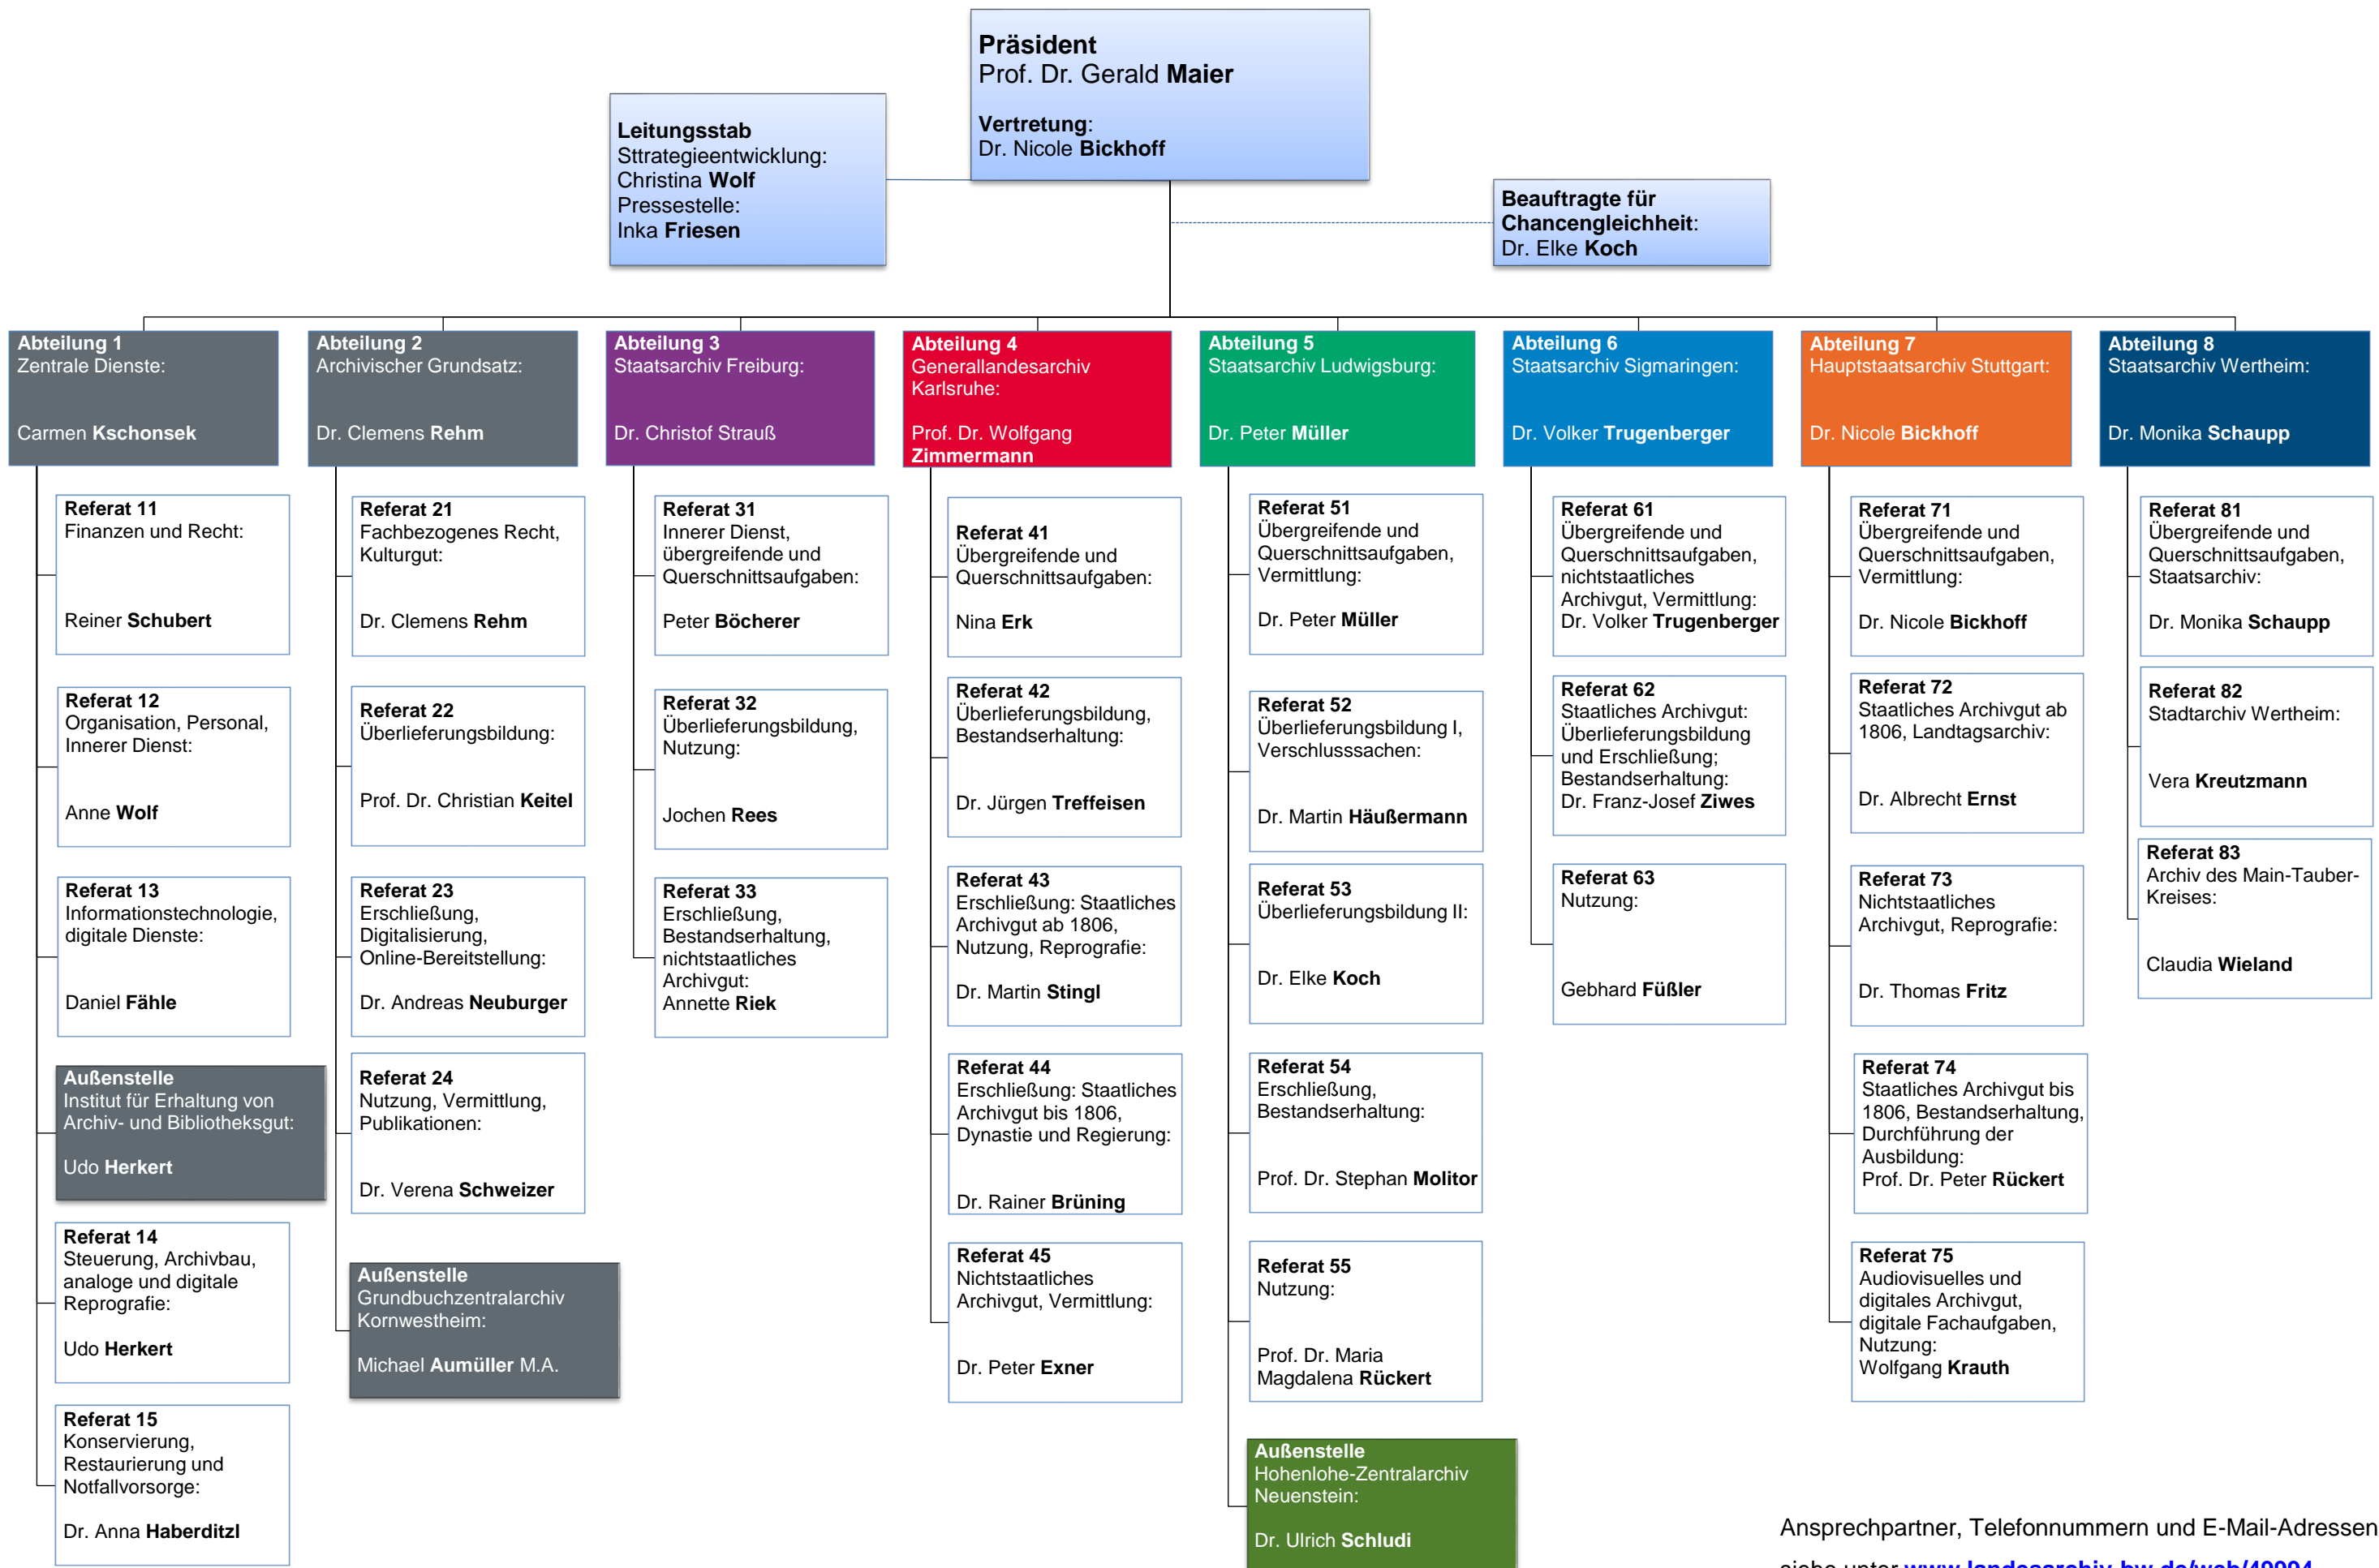 Präsident
Prof. Dr. Gerald Maier
Vertretung:
Dr. Nicole Bickhoff
Leitungsstab
Sttrategieentwicklung:
Christina Wolf
Pressestelle:
Inka Friesen
Beauftragte für
Chancengleichheit:
Dr. Elke Koch
Abteilung 1
Zentrale Dienste:
Carmen Kschonsek
Abteilung 2
Archivischer Grundsatz:
Dr. Clemens Rehm
Abteilung 3
Staatsarchiv Freiburg:
Dr. Christof Strauß
Abteilung 4
Generallandesarchiv
Karlsruhe:
Prof. Dr. Wolfgang
Zimmermann
Abteilung 5
Staatsarchiv Ludwigsburg:
Dr. Peter Müller
Abteilung 6
Staatsarchiv Sigmaringen:
Dr. Volker Trugenberger
Abteilung 7
Hauptstaatsarchiv Stuttgart:
Dr. Nicole Bickhoff
Abteilung 8
Staatsarchiv Wertheim:
Dr. Monika Schaupp
Referat 11
Finanzen und Recht:
Reiner Schubert
Referat 12
Organisation, Personal,
Innerer Dienst:
Anne Wolf
Referat 13
Informationstechnologie,
digitale Dienste:
Daniel Fähle
Außenstelle
Institut für Erhaltung von
Archiv- und Bibliotheksgut:
Udo Herkert
Referat 14
Steuerung, Archivbau,
analoge und digitale
Reprografie:
Udo Herkert
Referat 15
Konservierung,
Restaurierung und
Notfallvorsorge:
Dr. Anna Haberditzl
Referat 21
Fachbezogenes Recht,
Kulturgut:
Dr. Clemens Rehm
Referat 22
Überlieferungsbildung:
Prof. Dr. Christian Keitel
Referat 23
Erschließung,
Digitalisierung,
Online-Bereitstellung:
Dr. Andreas Neuburger
Referat 24
Nutzung, Vermittlung,
Publikationen:
Dr. Verena Schweizer
Außenstelle
Grundbuchzentralarchiv
Kornwestheim:
Michael Aumüller M.A.
Referat 31
Innerer Dienst,
übergreifende und
Querschnittsaufgaben:
Peter Böcherer
Referat 32
Überlieferungsbildung,
Nutzung:
Jochen Rees
Referat 33
Erschließung,
Bestandserhaltung,
nichtstaatliches
Archivgut:
Annette Riek
Referat 41
Übergreifende und
Querschnittsaufgaben:
Nina Erk
Referat 42
Überlieferungsbildung,
Bestandserhaltung:
Dr. Jürgen Treffeisen
Referat 43
Erschließung: Staatliches
Archivgut ab 1806,
Nutzung, Reprografie:
Dr. Martin Stingl
Referat 44
Erschließung: Staatliches
Archivgut bis 1806,
Dynastie und Regierung:
Dr. Rainer Brüning
Referat 45
Nichtstaatliches
Archivgut, Vermittlung:
Dr. Peter Exner
Referat 51
Übergreifende und
Querschnittsaufgaben,
Vermittlung:
Dr. Peter Müller
Referat 52
Überlieferungsbildung I,
Verschlusssachen:
Dr. Martin Häußermann
Referat 53
Überlieferungsbildung II:
Dr. Elke Koch
Referat 54
Erschließung,
Bestandserhaltung:
Prof. Dr. Stephan Molitor
Referat 55
Nutzung:
Prof. Dr. Maria
Magdalena Rückert
Außenstelle
Hohenlohe-Zentralarchiv
Neuenstein:
Dr. Ulrich Schludi
Referat 61
Übergreifende und
Querschnittsaufgaben,
nichtstaatliches
Archivgut, Vermittlung:
Dr. Volker Trugenberger
Referat 62
Staatliches Archivgut:
Überlieferungsbildung
und Erschließung;
Bestandserhaltung:
Dr. Franz-Josef Ziwes
Referat 63
Nutzung:
Gebhard Füßler
Referat 71
Übergreifende und
Querschnittsaufgaben,
Vermittlung:
Dr. Nicole Bickhoff
Referat 72
Staatliches Archivgut ab
1806, Landtagsarchiv:
Dr. Albrecht Ernst
Referat 73
Nichtstaatliches
Archivgut, Reprografie:
Dr. Thomas Fritz
Referat 74
Staatliches Archivgut bis
1806, Bestandserhaltung,
Durchführung der
Ausbildung:
Prof. Dr. Peter Rückert
Referat 75
Audiovisuelles und
digitales Archivgut,
digitale Fachaufgaben,
Nutzung:
Wolfgang Krauth
Referat 81
Übergreifende und
Querschnittsaufgaben,
Staatsarchiv:
Dr. Monika Schaupp
Referat 82
Stadtarchiv Wertheim:
Vera Kreutzmann
Referat 83
Archiv des Main-Tauber-
Kreises:
Claudia Wieland
Ansprechpartner, Telefonnummern und E-Mail-Adressen
siehe unter www.landesarchiv-bw.de/web/49994